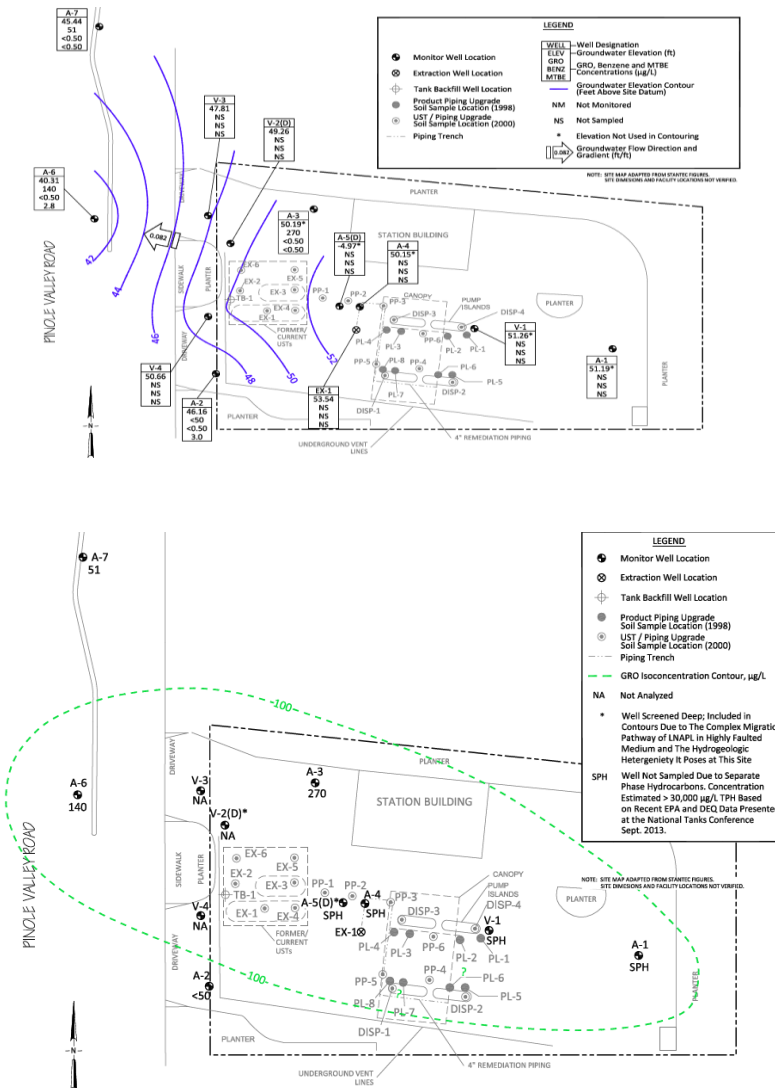 A-7
45.44
51
<0.50
<0.50
LEGEND
Monitor Well Location
Extraction Well Location
Tank Backfill Well Location
Product Piping Upgrade
Soil Sample Location (1998)
UST / Piping Upgrade
Soil Sample Location (2000)
Piping Trench
WELL Well Designation
ELEV Groundwater Elevation (ft)
GRO
BENZ
MTBE
GRO, Benzene and MTBE
Concentrations (µg/L)
Groundwater Elevation Contour
(Feet Above Site Datum)
NM Not Monitored
NS Not Sampled
* Elevation Not Used in Contouring
0.082 Groundwater Flow Direction and
Gradient (ft/ft)
NOTE: SITE MAP ADAPTED FROM STANTEC FIGURES.
SITE DIMESIONS AND FACILITY LOCATIONS NOT VERIFIED.
V-3
47.81
NS
NS
NS
V-2(D)
49.26
NS
NS
NS
A-6
40.31
140
<0.50
2.8
DRIVEWAY
PLANTER
A-3
50.19*
270
<0.50
<0.50
A-5(D)
-4.97*
NS
NS
NS
A-4
50.15*
NS
NS
NS
STATION BUILDING
0.082
PINOLE VALLEY ROAD
SIDEWALK
PLANTER
42
44
46
48
50
52
EX-6
EX-5
EX-2
EX-3
TB-1
EX-4
EX-1
FORMER/
CURRENT
USTs
PP-1
PP-2
PP-3
CANOPY
PUMP
ISLANDS
DISP-3
DISP-4
PL-4
PL-3
PP-6
PL-2
PL-1
PP-5
PL-8
PP-4
PL-6
PL-5
PL-7
DISP-1
DISP-2
PLANTER
V-1
51.26*
NS
NS
NS
A-1
51.19*
NS
NS
NS
PLANTER
V-4
50.66
NS
NS
NS
DRIVEWAY
A-2
46.16
<50
<0.50
3.0
EX-1
53.54
NS
NS
NS
PLANTER
UNDERGROUND VENT
LINES
4" REMEDIATION PIPING
N
A-7
51
LEGEND
Monitor Well Location
Extraction Well Location
Tank Backfill Well Location
Product Piping Upgrade
Soil Sample Location (1998)
UST / Piping Upgrade
Soil Sample Location (2000)
Piping Trench
GRO Isoconcentration Contour, µg/L
NA Not Analyzed
* Well Screened Deep; Included in
Contours Due to The Complex Migratic
Pathway of LNAPL in Highly Faulted
Medium and The Hydrogeologic
Hetergeniety It Poses at This Site
SPH Well Not Sampled Due to Separate
Phase Hydrocarbons. Concentration
Estimated > 30,000 µg/L TPH Based
on Recent EPA and DEQ Data Presente
at the National Tanks Conference
Sept. 2013.
NOTE: SITE MAP ADAPTED FROM STANTEC FIGURES.
SITE DIMESIONS AND FACILITY LOCATIONS NOT VERIFIED.
100
DRIVEWAY
PLANTER
A-6
140
V-3
NA
A-3
270
V-2(D)*
NA
STATION BUILDING
PINOLE VALLEY ROAD
SIDEWALK
PLANTER
EX-6
EX-5
EX-2
EX-3
TB-1
EX-1
EX-4
FORMER/
CURRENT
USTs
V-4
NA
PP-1
PP-2
A-5(D)*
SPH
A-4
SPH
EX-1
PP-3
CANOPY
PUMP
ISLANDS
DISP-3
DISP-4
V-1
SPH
PL-4
PL-3
PP-6
PL-2
PL-1
PLANTER
A-1
SPH
DRIVEWAY
A-2
<50
100
PP-5
PP-4
?
PL-6
PL-5
PL-8
?
PL-7
DISP-2
DISP-1
PLANTER
PLANTER
4" REMEDIATION PIPING
UNDERGROUND VENT
LINES
N